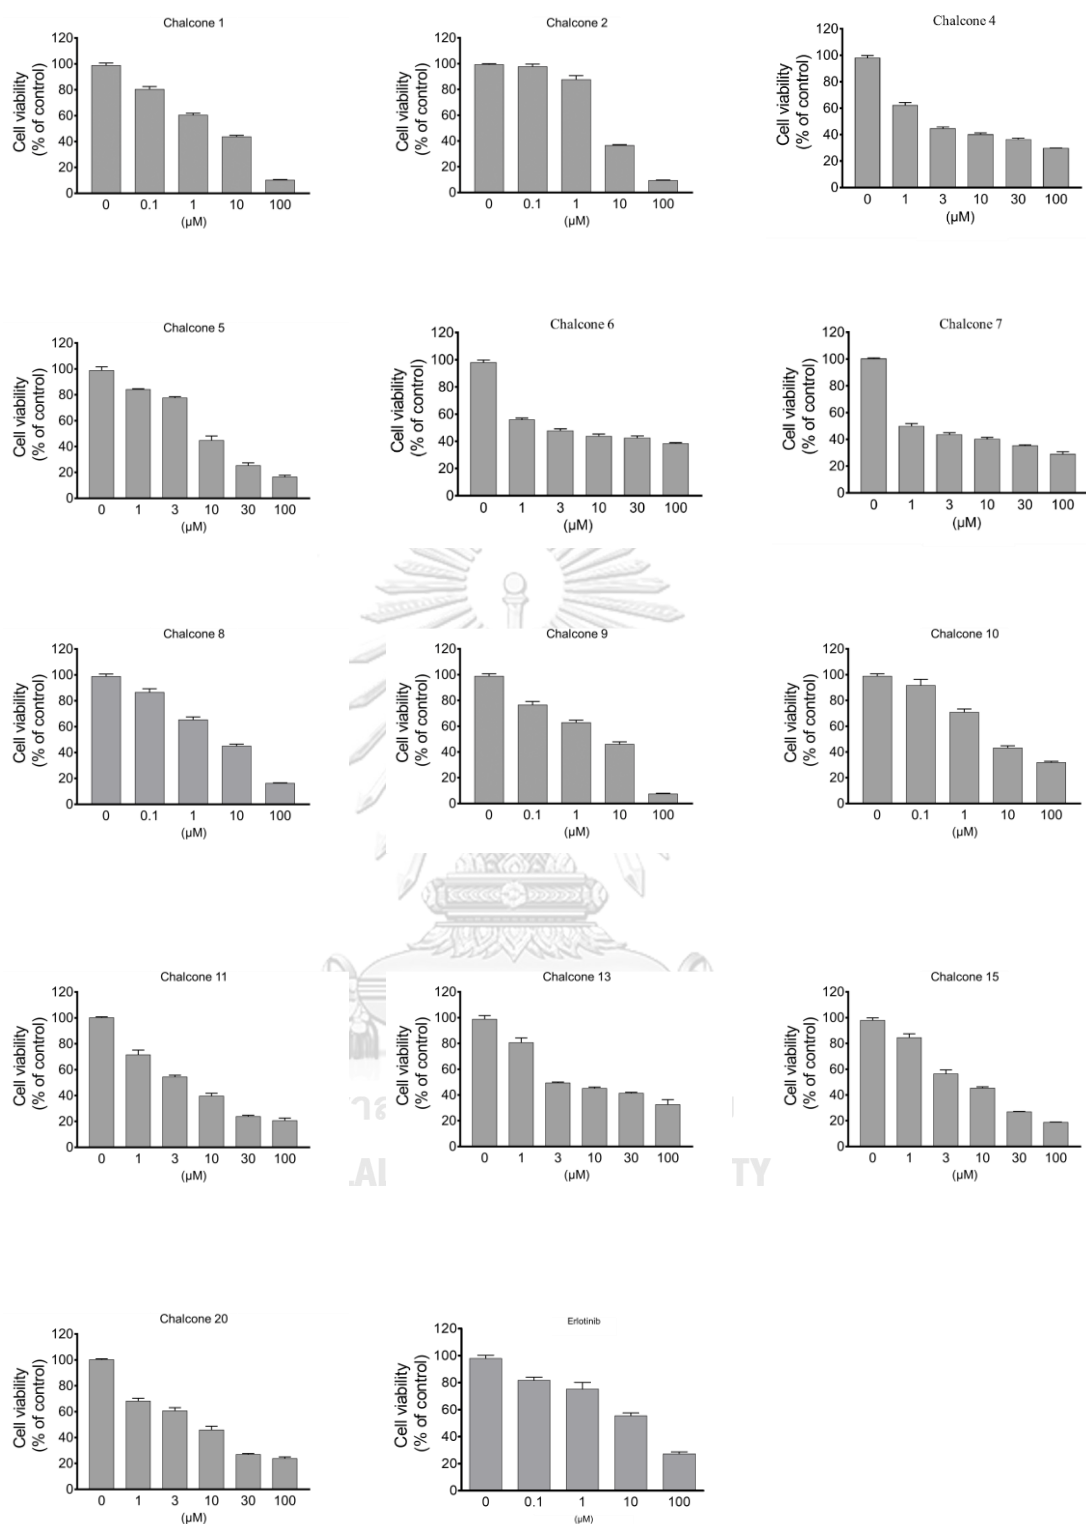 Chalcone 1
Cell viability
(% of control)
120
100
80
60
40
20
0
0 0.1 1 10 100
(µM)
Chalcone 2
Cell viability
(% of control)
120
100
80
60
40
20
0
0 0.1 1 10 100
(µM)
Chalcone 4
Cell viability
(% of control)
120
100
80
60
40
20
0
0 1 3 10 30 100
(µM)
Chalcone 5
Cell viability
(% of control)
120
100
80
60
40
20
0
0 1 3 10 30 100
(µM)
Chalcone 6
Cell viability
(% of control)
120
100
80
60
40
20
0
0 1 3 10 30 100
(µM)
Chalcone 7
Cell viability
(% of control)
120
100
80
60
40
20
0
0 1 3 10 30 100
(µM)
Chalcone 8
Cell viability
(% of control)
120
100
80
60
40
20
0
0 0.1 1 10 100
(µM)
Chalcone 9
Cell viability
(% of control)
120
100
80
60
40
20
0
0 0.1 1 10 100
(µM)
Chalcone 10
Cell viability
(% of control)
120
100
80
60
40
20
0
0 0.1 1 10 100
(µM)
Chalcone 11
Cell viability
(% of control)
120
100
80
60
40
20
0
0 1 3 10 30 100
(µM)
Chalcone 13
Cell viability
(% of control)
120
100
80
60
40
20
0
0 1 3 10 30 100
(µM)
Chalcone 15
Cell viability
(% of control)
120
100
80
60
40
20
0
0 1 3 10 30 100
(µM)
TY
Chalcone 20
Cell viability
(% of control)
120
100
80
60
40
20
0
0 1 3 10 30 100
(µM)
Erlotinib
Cell viability
(% of control)
120
100
80
60
40
20
0
0 0.1 1 10 100
(µM)